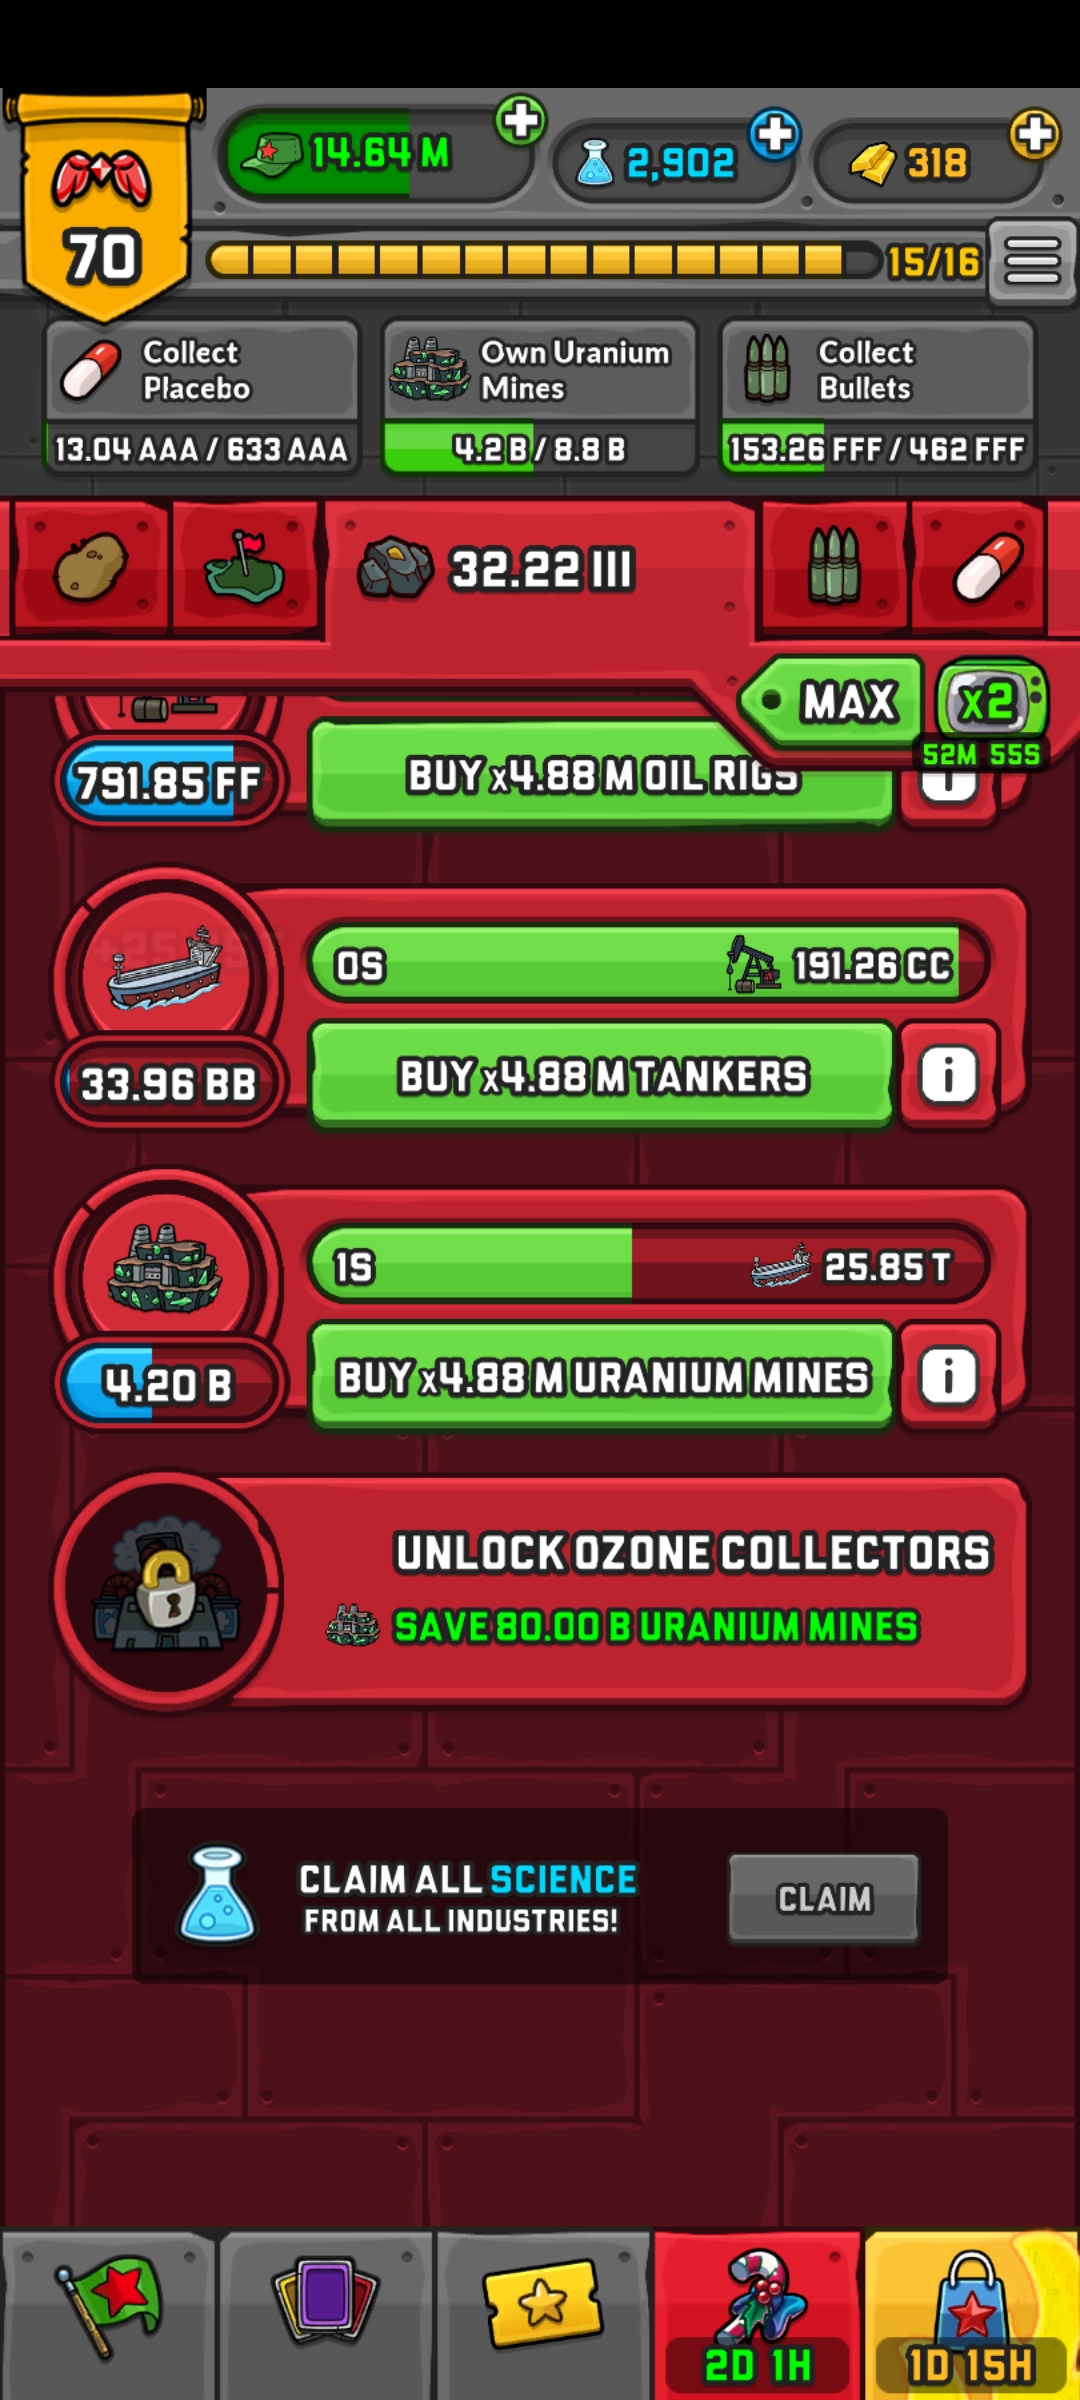 14.64 M
2,902
318
70
15/16
Collect
Placebo
13.04 AAA / 633 AAA
Own Uranium
Mines
4.2 B / 8.8 B
Collect
Bullets
153.26 FFF / 462 FFF
32.22 III
MAX
x2
52M 55S
791.85 FF
BUY x4.88 M OIL RIGS
0S
191.26 CC
33.96 BB
BUY x4.88 M TANKERS
i
1S
25.85 T
4.20 B
BUY x4.88 M URANIUM MINES
i
UNLOCK OZONE COLLECTORS
SAVE 80.00 B URANIUM MINES
CLAIM ALL SCIENCE
FROM ALL INDUSTRIES!
CLAIM
2D 1H
1D 15H